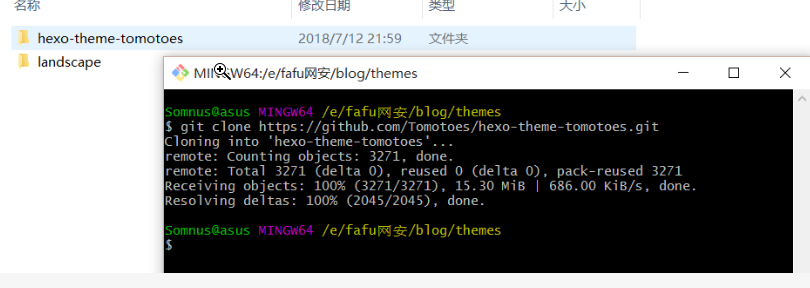 名称 修改日期 类型 大小
hexo-theme-tomotoes 2018/7/12 21:59 文件夹
landscape
MINGW64:/e/fafu网安/blog/themes
Somnus@asus MINGW64 /e/fafu网安/blog/themes
$ git clone https://github.com/Tomotoes/hexo-theme-tomotoes.git
Cloning into 'hexo-theme-tomotoes'...
remote: Counting objects: 3271, done.
remote: Total 3271 (delta 0), reused 0 (delta 0), pack-reused 3271
Receiving objects: 100% (3271/3271), 15.30 MiB | 686.00 KiB/s, done.
Resolving deltas: 100% (2045/2045), done.
Somnus@asus MINGW64 /e/fafu网安/blog/themes
$